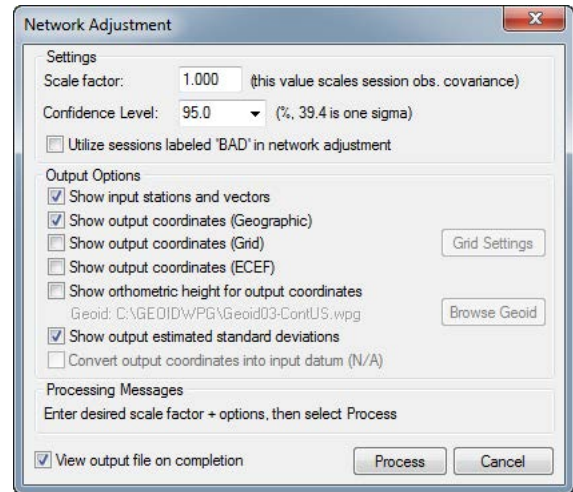 Network Adjustment
Settings
Scale factor: 1.000 (this value scales session obs. covariance)
Confidence Level: 95.0 (%, 39.4 is one sigma)
Utilize sessions labeled 'BAD' in network adjustment
Output Options
Show input stations and vectors
Show output coordinates (Geographic)
Show output coordinates (Grid) Grid Settings
Show output coordinates (ECEF)
Show orthometric height for output coordinates
Geoid: C:\GEOIDWPG\Geoid03-ContUS.wpg Browse Geoid
Show output estimated standard deviations
Convert output coordinates into input datum (N/A)
Processing Messages
Enter desired scale factor + options, then select Process
View output file on completion Process Cancel